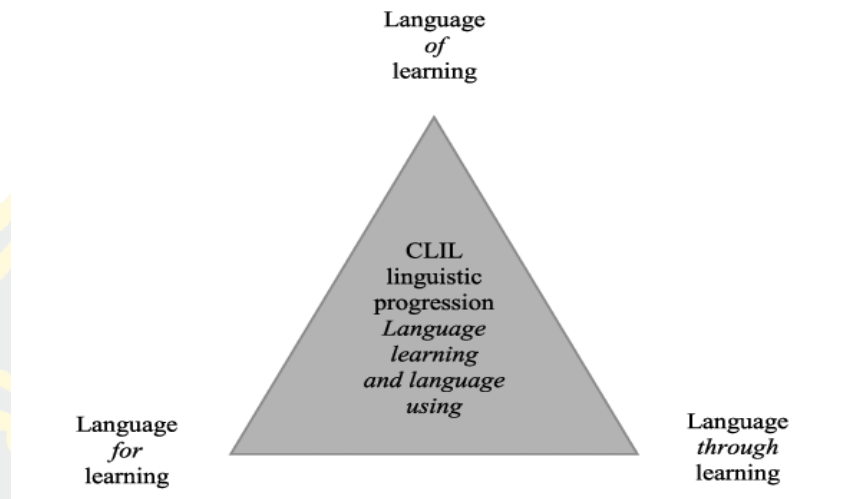 Language
of
learning
CLIL
linguistic
progression
Language
learning
and language
using
Language
for
learning
Language
through
learning